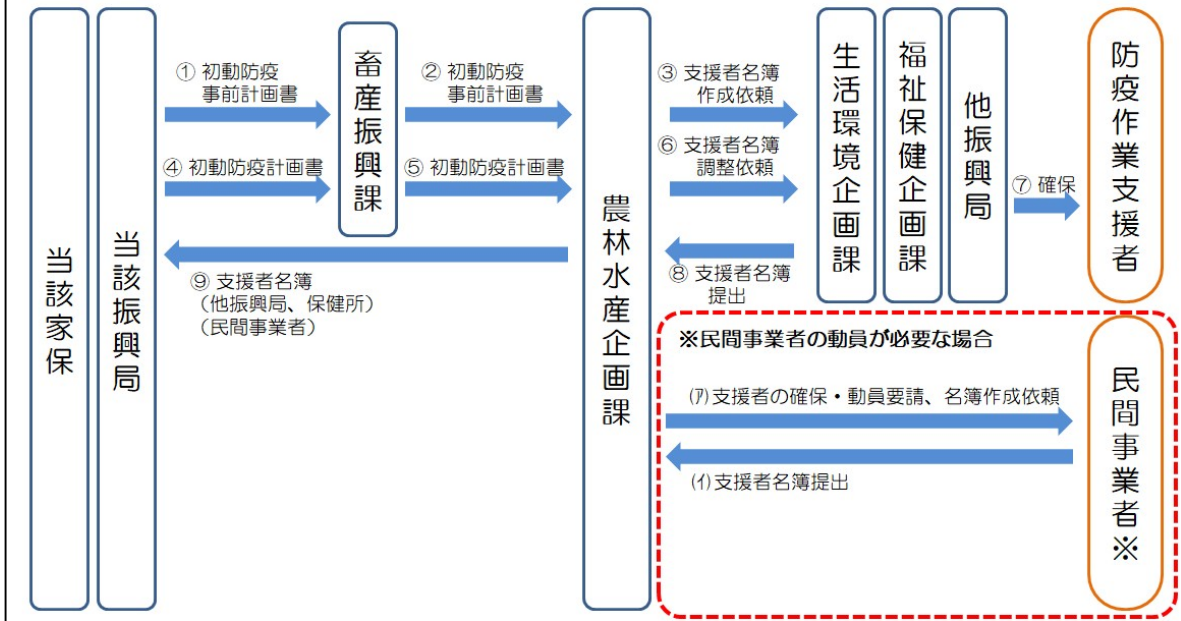 当該家保
当該振興局
① 初動防疫
事前計画書
④ 初動防疫計画書
畜産振興課
② 初動防疫
事前計画書
⑤ 初動防疫計画書
⑨ 支援者名簿
（他振興局、保健所）
（民間事業者）
農林水産企画課
③ 支援者名簿
作成依頼
⑥ 支援者名簿
調整依頼
⑧ 支援者名簿
提出
生活環境企画課
福祉保健企画課
他振興局
⑦ 確保
防疫作業支援者
※民間事業者の動員が必要な場合
㋐支援者の確保・動員要請、名簿作成依頼
㋑支援者名簿提出
民間事業者※